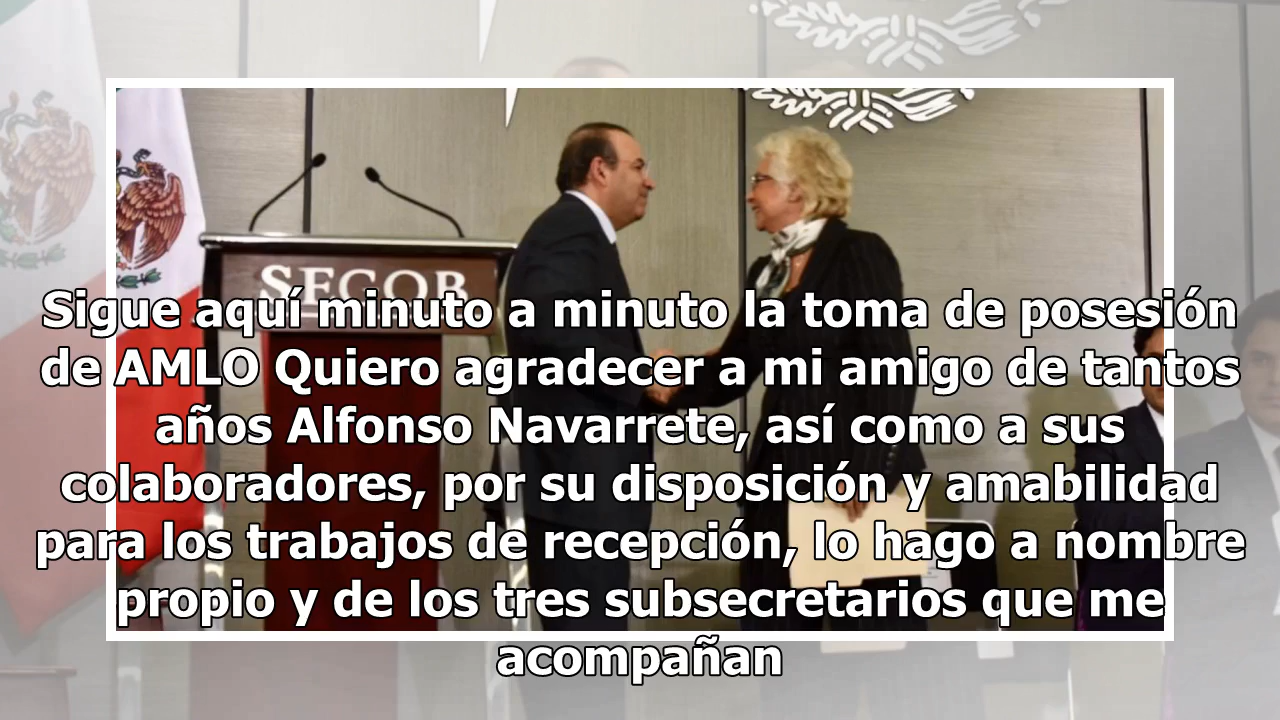 SEGOB
Sigue aquí minuto a minuto la toma de posesión
de AMLO Quiero agradecer a mi amigo de tantos
años Alfonso Navarrete, así como a sus
colaboradores, por su disposición y amabilidad
para los trabajos de recepción, lo hago a nombre
propio y de los tres subsecretarios que me
acompañan